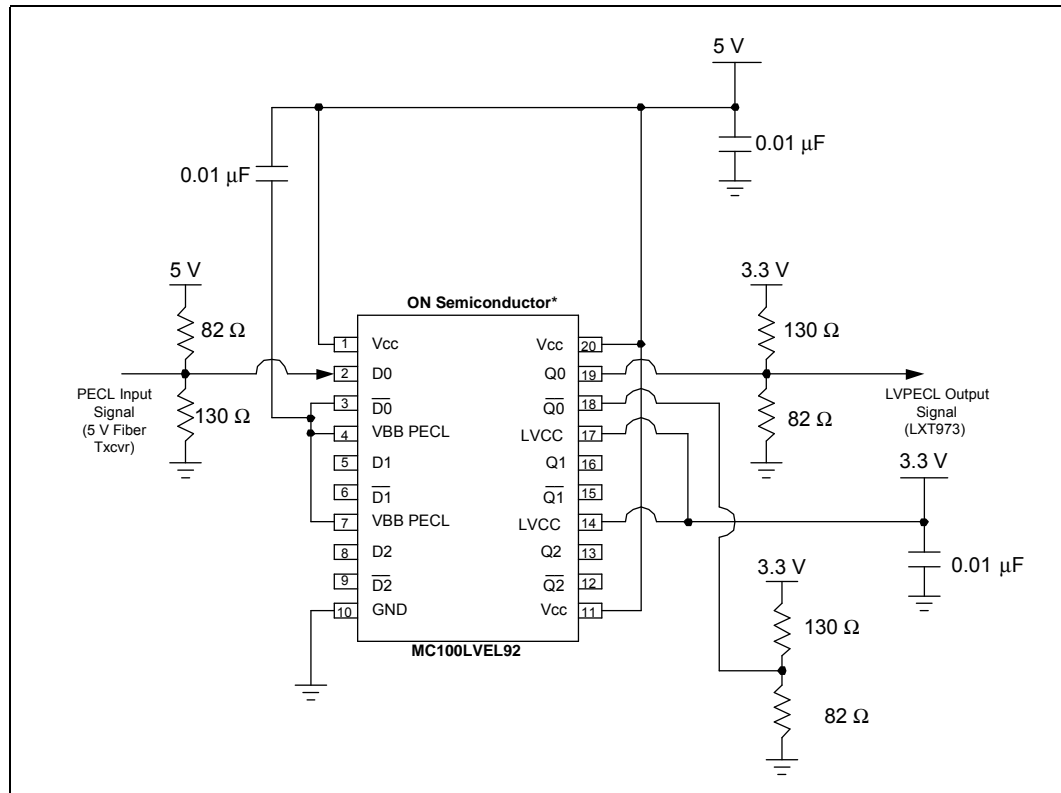 5 V
0.01 μF
0.01 μF
5 V
3.3 V
ON Semiconductor*
82 Ω
130 Ω
1 Vcc Vcc 20
2 D0 Q0 19
PECL Input
Signal
(5 V Fiber
Txcvr)
130 Ω
3 D0 Q0 18
82 Ω
LVPECL Output
Signal
(LXT973)
4 VBB PECL LVCC 17
5 D1 Q1 16
3.3 V
6 D1 Q1 15
7 VBB PECL LVCC 14
8 D2 Q2 13
0.01 μF
3.3 V
9 D2 Q2 12
10 GND Vcc 11
130 Ω
MC100LVEL92
82 Ω